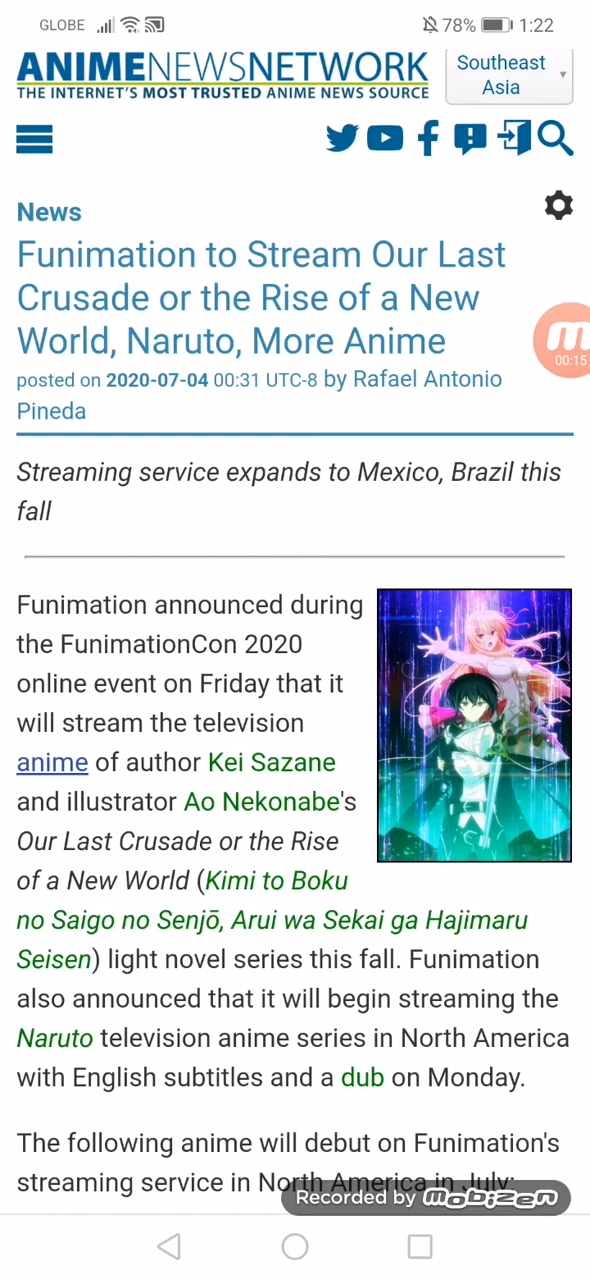 GLOBE 78% 1:22
ANIMENEWSNETWORK
THE INTERNET'S MOST TRUSTED ANIME NEWS SOURCE
Southeast
Asia
News
Funimation to Stream Our Last
Crusade or the Rise of a New
World, Naruto, More Anime
00:15
posted on 2020-07-04 00:31 UTC-8 by Rafael Antonio
Pineda
Streaming service expands to Mexico, Brazil this
fall
Funimation announced during
the FunimationCon 2020
online event on Friday that it
will stream the television
anime of author Kei Sazane
and illustrator Ao Nekonabe's
Our Last Crusade or the Rise
of a New World (Kimi to Boku
no Saigo no Senjō, Arui wa Sekai ga Hajimaru
Seisen) light novel series this fall. Funimation
also announced that it will begin streaming the
Naruto television anime series in North America
with English subtitles and a dub on Monday.
The following anime will debut on Funimation's
streaming service in North America in July:
Recorded by mobizen